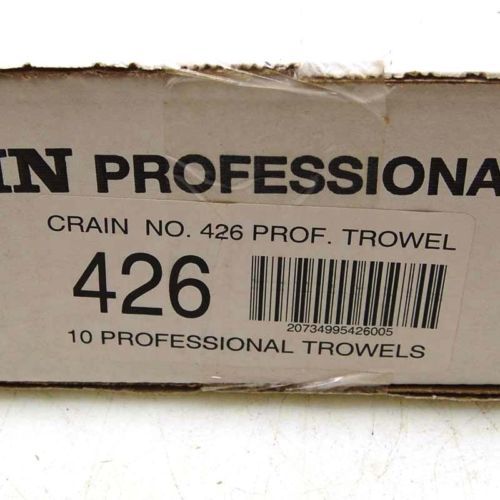 IN PROFESSIONA
CRAIN NO. 426 PROF. TROWEL
426
20734995426005
10 PROFESSIONAL TROWELS